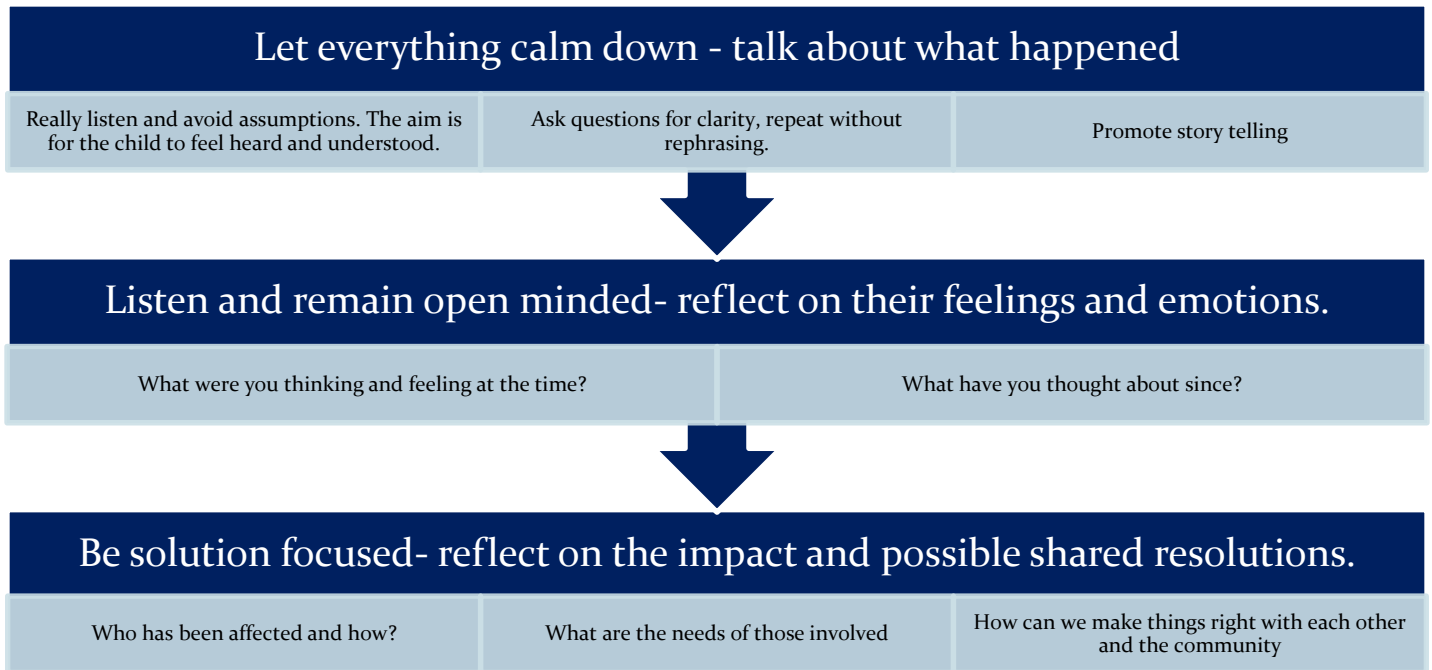 Let everything calm down - talk about what happened
Really listen and avoid assumptions. The aim is
for the child to feel heard and understood.
Ask questions for clarity, repeat without
rephrasing.
Promote story telling
Listen and remain open minded- reflect on their feelings and emotions.
What were you thinking and feeling at the time?
What have you thought about since?
Be solution focused- reflect on the impact and possible shared resolutions.
Who has been affected and how?
What are the needs of those involved
How can we make things right with each other
and the community